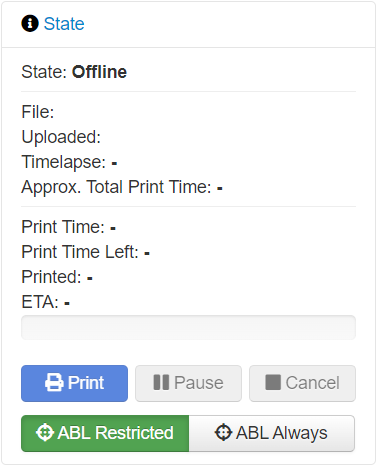 State
State: Offline
File:
Uploaded:
Timelapse: -
Approx. Total Print Time: -
Print Time: -
Print Time Left: -
Printed: -
ETA: -
Print Pause Cancel
ABL Restricted ABL Always